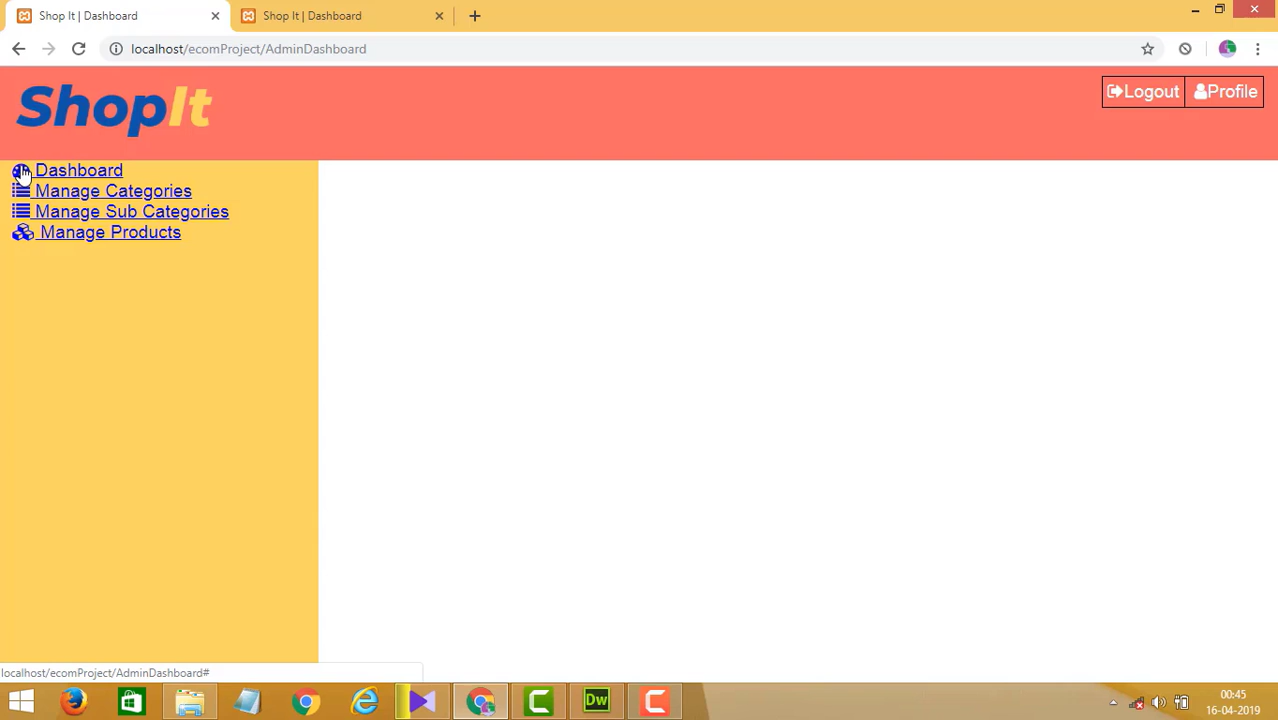 Shop It | Dashboard
Shop It | Dashboard
localhost/ecomProject/AdminDashboard
ShopIt
Logout
Profile
Dashboard
Manage Categories
Manage Sub Categories
Manage Products
localhost/ecomProject/AdminDashboard#
Dw
00:45
16-04-2019